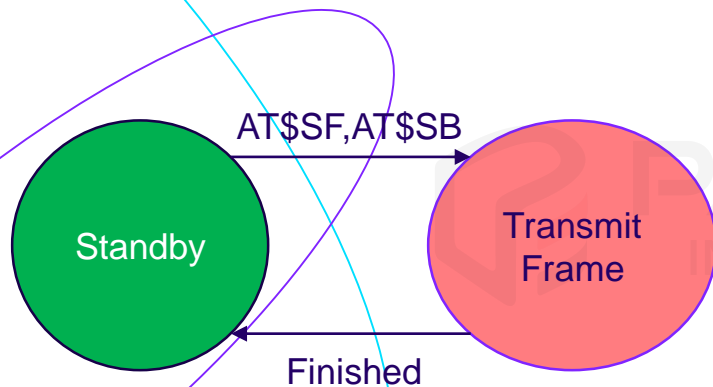 AT$SF,AT$SB
Standby
Transmit
Frame
Finished